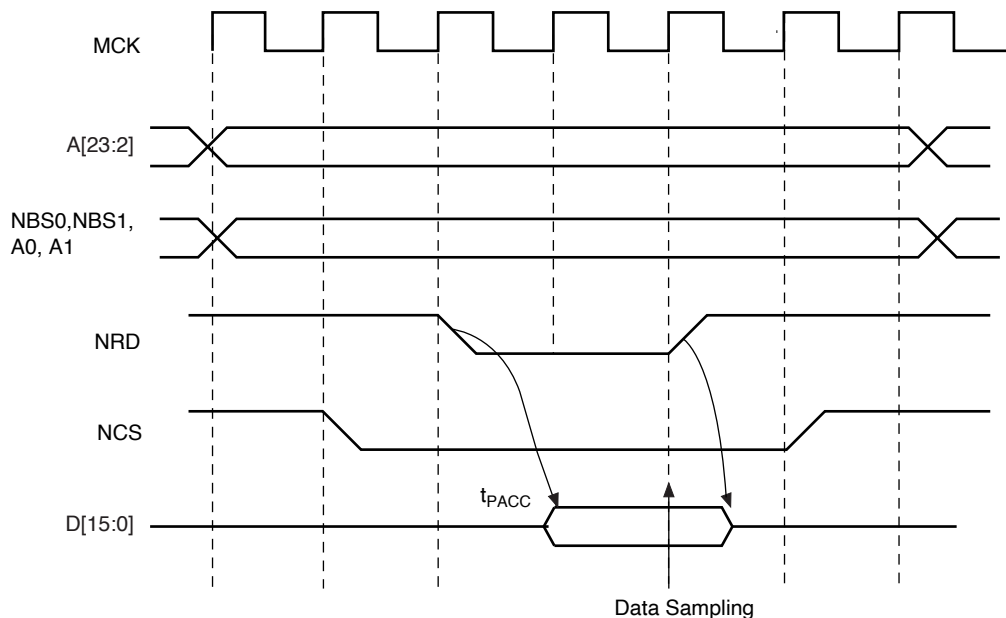 MCK
A[23:2]
NBS0,NBS1,
A0, A1
NRD
NCS
tPACC
D[15:0]
Data Sampling